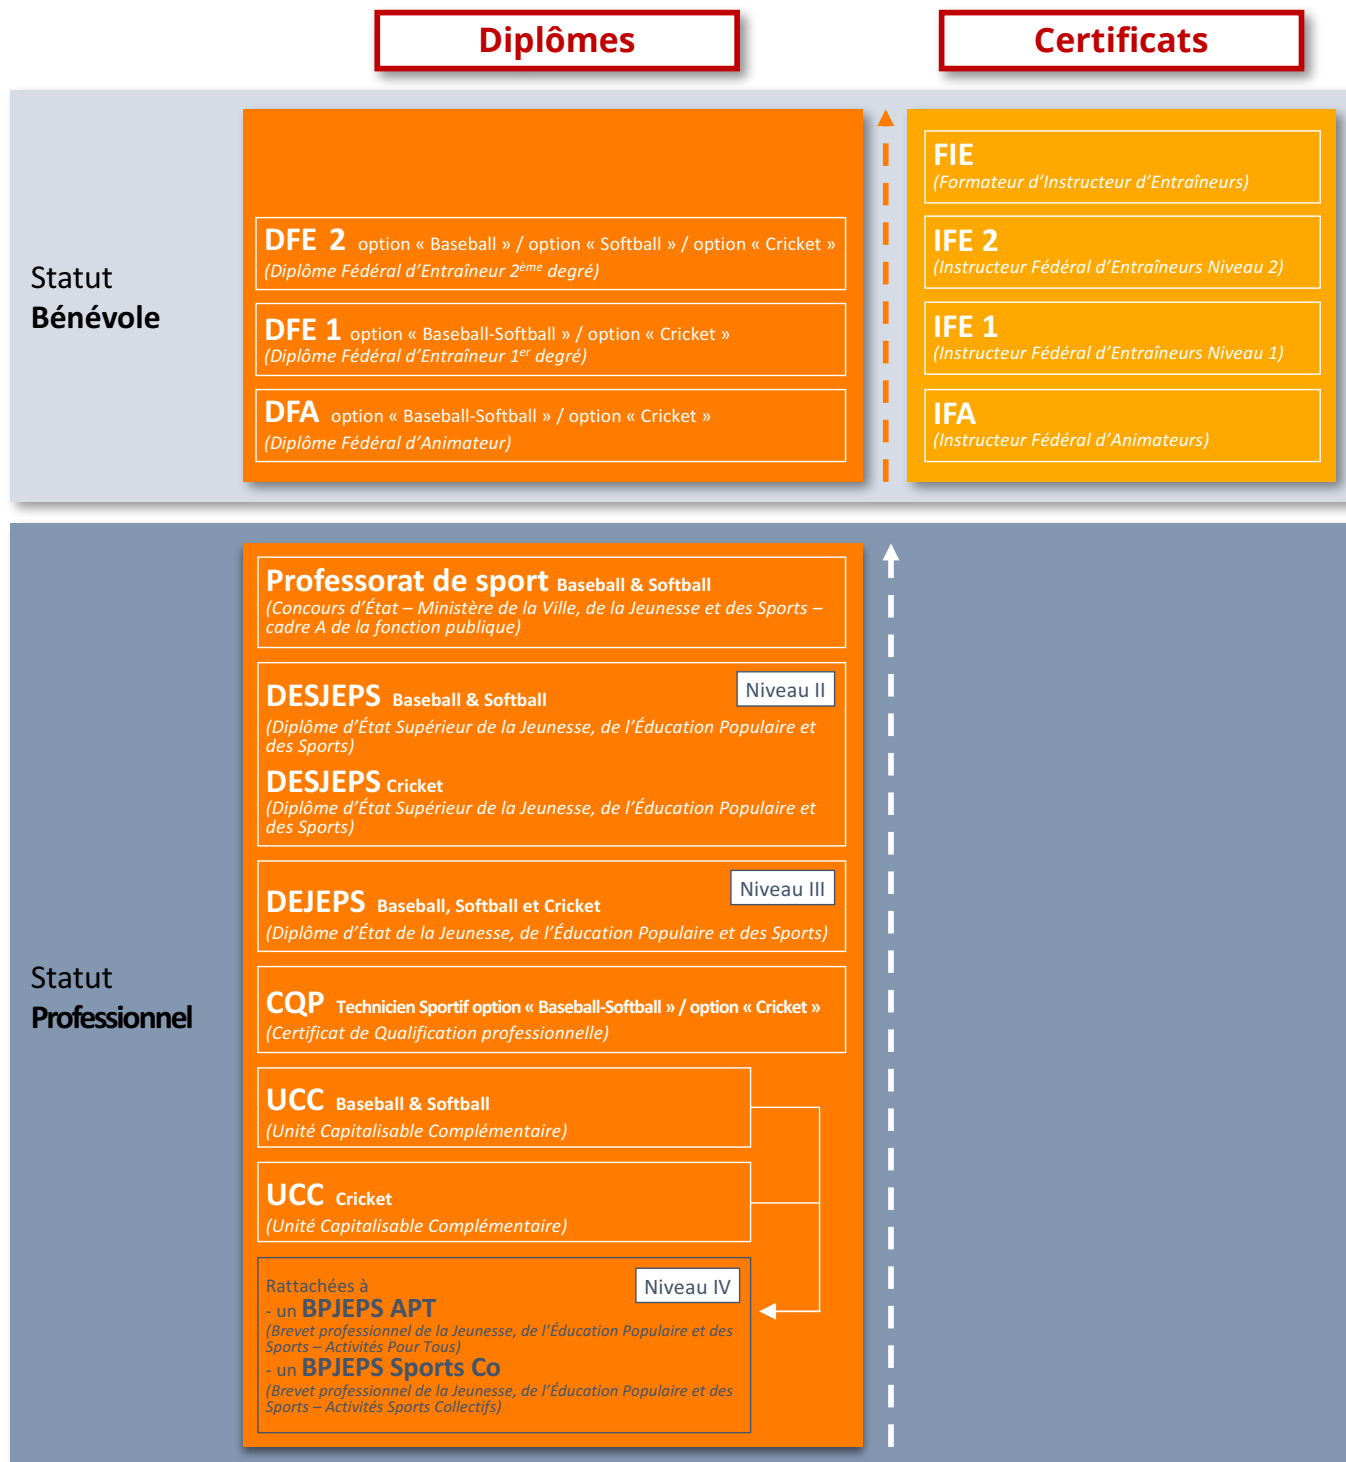 Diplômes
Certificats
Statut
Bénévole
DFE 2 option « Baseball » / option « Softball » / option « Cricket »
(Diplôme Fédéral d'Entraîneur 2ème degré)
DFE 1 option « Baseball-Softball » / option « Cricket »
(Diplôme Fédéral d'Entraîneur 1er degré)
DFA option « Baseball-Softball » / option « Cricket »
(Diplôme Fédéral d'Animateur)
FIE
(Formateur d'Instructeur d'Entraîneurs)
IFE 2
(Instructeur Fédéral d'Entraîneurs Niveau 2)
IFE 1
(Instructeur Fédéral d'Entraîneurs Niveau 1)
IFA
(Instructeur Fédéral d'Animateurs)
Statut
Professionnel
Professorat de sport Baseball & Softball
(Concours d'État – Ministère de la Ville, de la Jeunesse et des Sports –
cadre A de la fonction publique)
Niveau II
DESJEPS Baseball & Softball
(Diplôme d'État Supérieur de la Jeunesse, de l'Éducation Populaire et
des Sports)
DESJEPS Cricket
(Diplôme d'État Supérieur de la Jeunesse, de l'Éducation Populaire et
des Sports)
Niveau III
DEJEPS Baseball, Softball et Cricket
(Diplôme d'État de la Jeunesse, de l'Éducation Populaire et des Sports)
CQP Technicien Sportif option « Baseball-Softball » / option « Cricket »
(Certificat de Qualification professionnelle)
UCC Baseball & Softball
(Unité Capitalisable Complémentaire)
UCC Cricket
(Unité Capitalisable Complémentaire)
Rattachées à
Niveau IV
- un BPJEPS APT
(Brevet professionnel de la Jeunesse, de l'Éducation Populaire et des
Sports – Activités Pour Tous)
- un BPJEPS Sports Co
(Brevet professionnel de la Jeunesse, de l'Éducation Populaire et des
Sports – Activités Sports Collectifs)